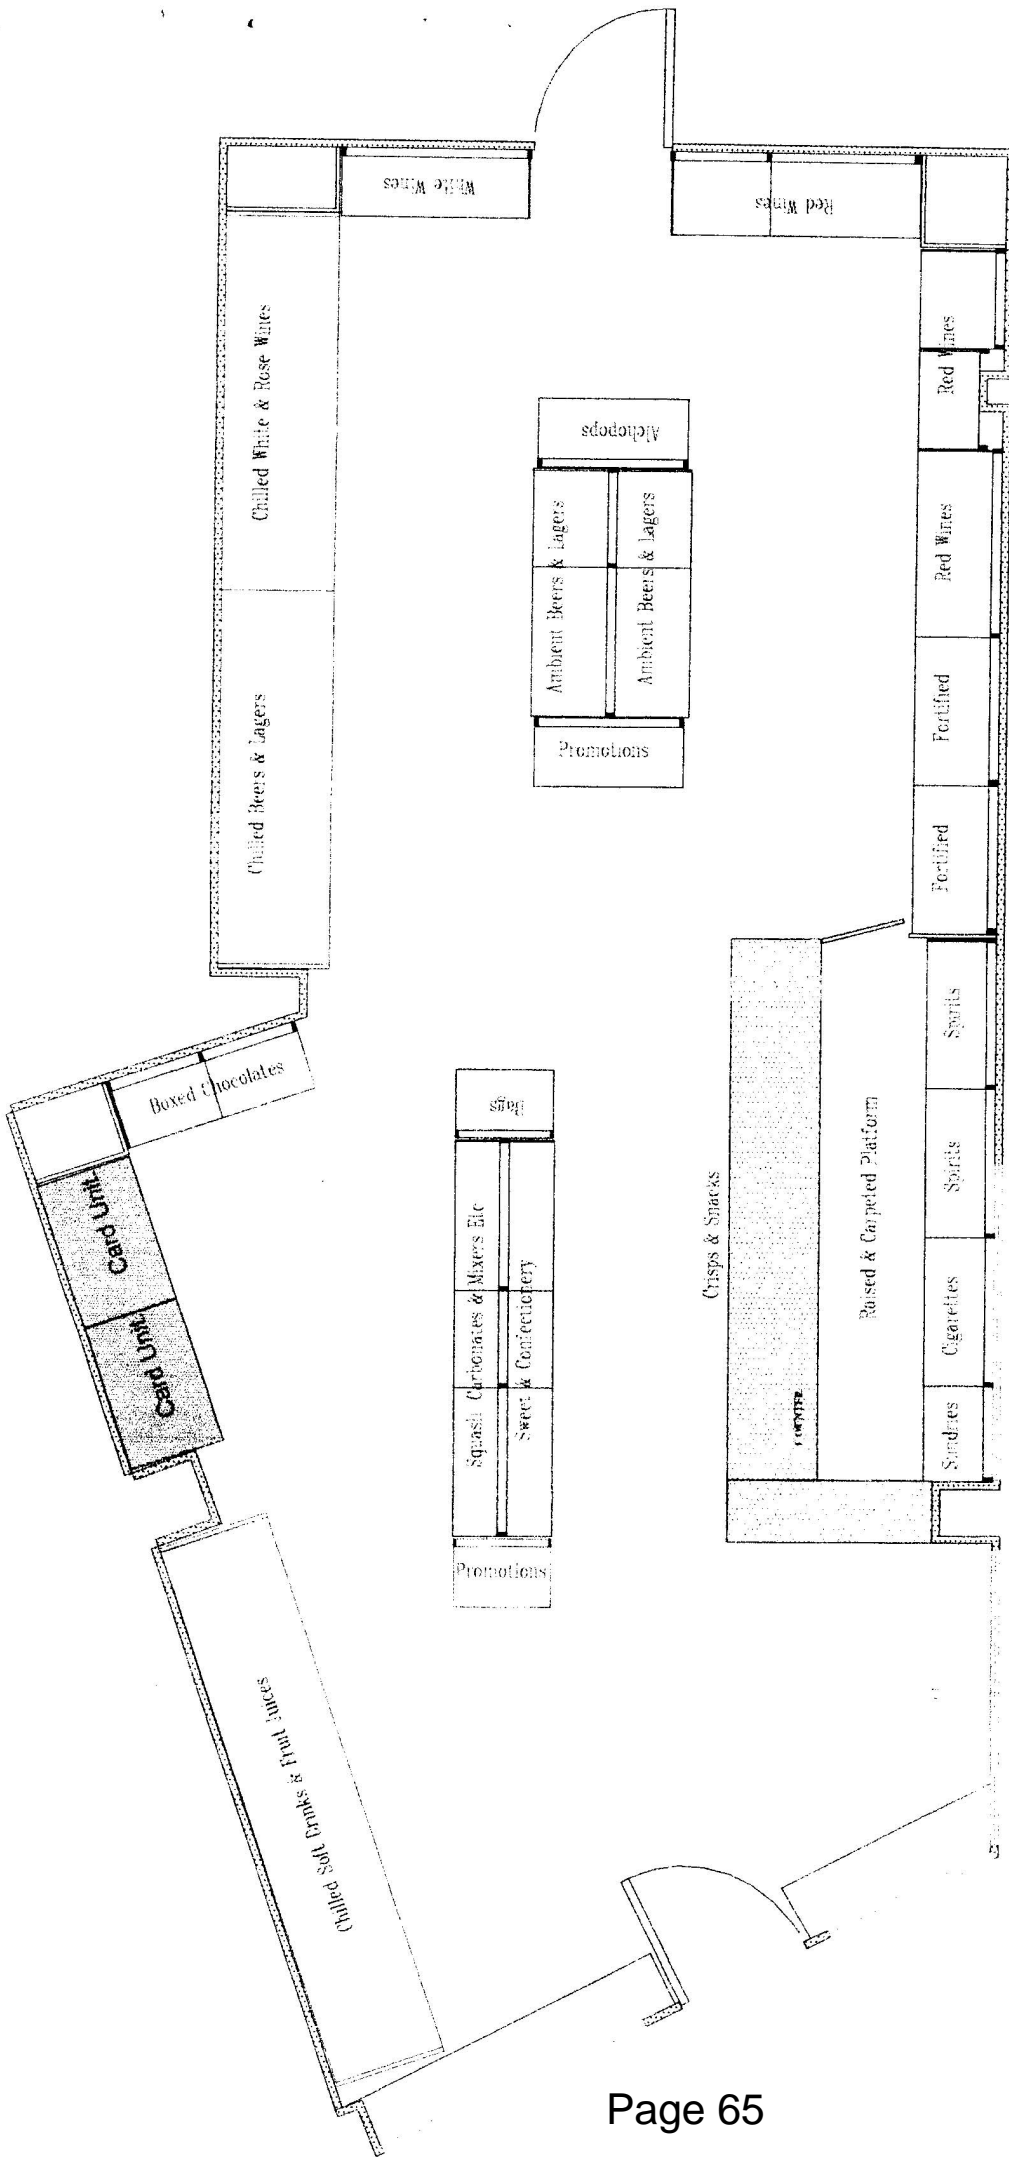 White Wines
Red Wines
Chilled White & Rose Wines
Red Wines
Alchopops
Ambient Beers & Lagers
Ambient Beers & Lagers
Red Wines
Chilled Beers & Lagers
Fortified
Promotions
Fortified
Spirits
Boxed Chocolates
Bags
Card Unit.
Card Unit.
Squash Carbonates & Mixers Etc
Sweet & Confectionery
Crisps & Snacks
Raised & Carpeted Platform
Spirits
Cigarettes
COUNTER
Sundries
Promotions
Chilled Soft Drinks & Fruit Juices
Page 65